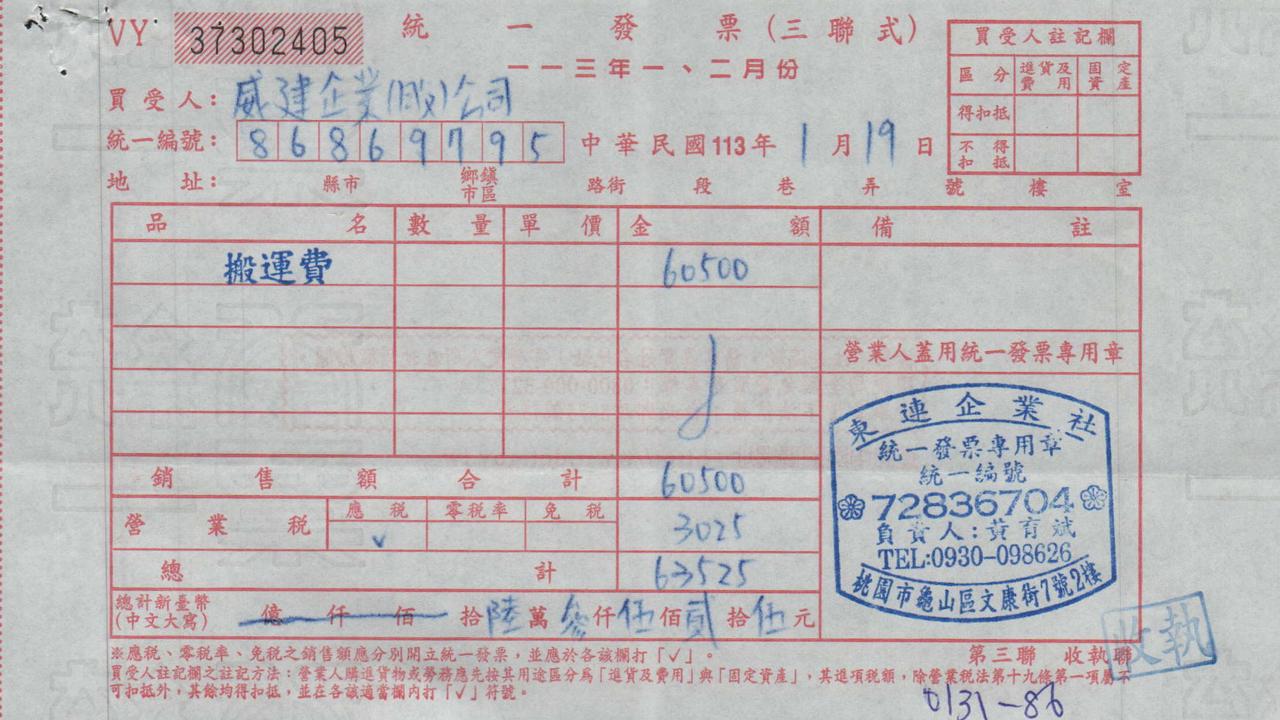 VY 37302405 統一發票(三聯式)
一一三年一、二月份
買受人註記欄
區分 進貨及費用 固定資產
得扣抵
不得扣抵
買受人: 威建企業(股)公司
統一編號: 86869795 中華民國113年1月19日
地址: 縣市 鄉鎮市區 路街 段 巷 弄 號 樓 室
品名 數量 單價 金額 備註
搬運費 60500
營業人蓋用統一發票專用章
銷售額合計 60500
營業稅 應稅 零稅率 免稅 3025
✓
總計 63525
總計新臺幣(中文大寫) 億仟佰拾陸萬參仟伍佰貳拾伍元
東連企業社
統一發票專用章
統一編號
72836704
負責人:黃育斌
TEL:0930-098626
桃園市龜山區文康街7號2樓
※應稅、零稅率、免稅之銷售額應分別開立統一發票,並應於各該欄打「✓」。
第三聯 收執聯
收執
買受人註記欄之註記方法:營業人購進貨物或勞務應先按其用途區分為「進貨及費用」與「固定資產」,其進項稅額,除營業稅法第十九條第一項屬不
可扣抵外,其餘均得扣抵,並在各該適當欄內打「✓」符號。
0131-86